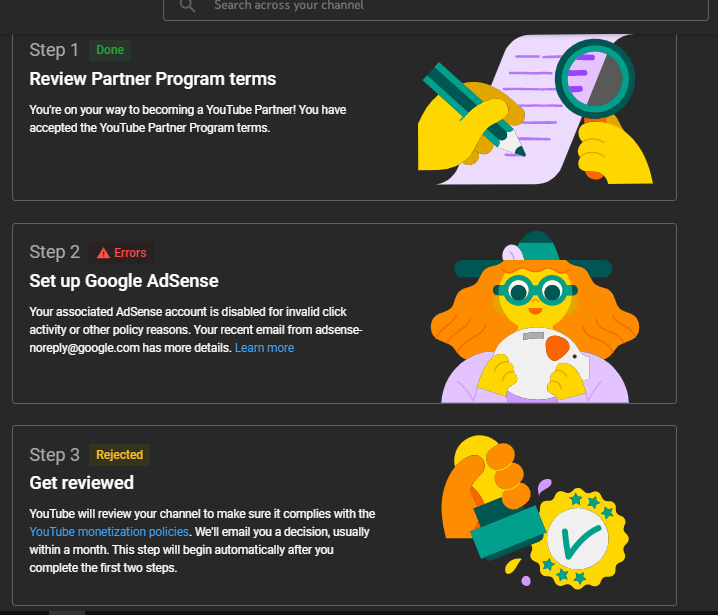 Search across your channel
Step 1 Done
Review Partner Program terms
You're on your way to becoming a YouTube Partner! You have
accepted the YouTube Partner Program terms.
Step 2 Errors
Set up Google AdSense
Your associated AdSense account is disabled for invalid click
activity or other policy reasons. Your recent email from adsense-
noreply@google.com has more details. Learn more
Step 3 Rejected
Get reviewed
YouTube will review your channel to make sure it complies with the
YouTube monetization policies. We'll email you a decision, usually
within a month. This step will begin automatically after you
complete the first two steps.